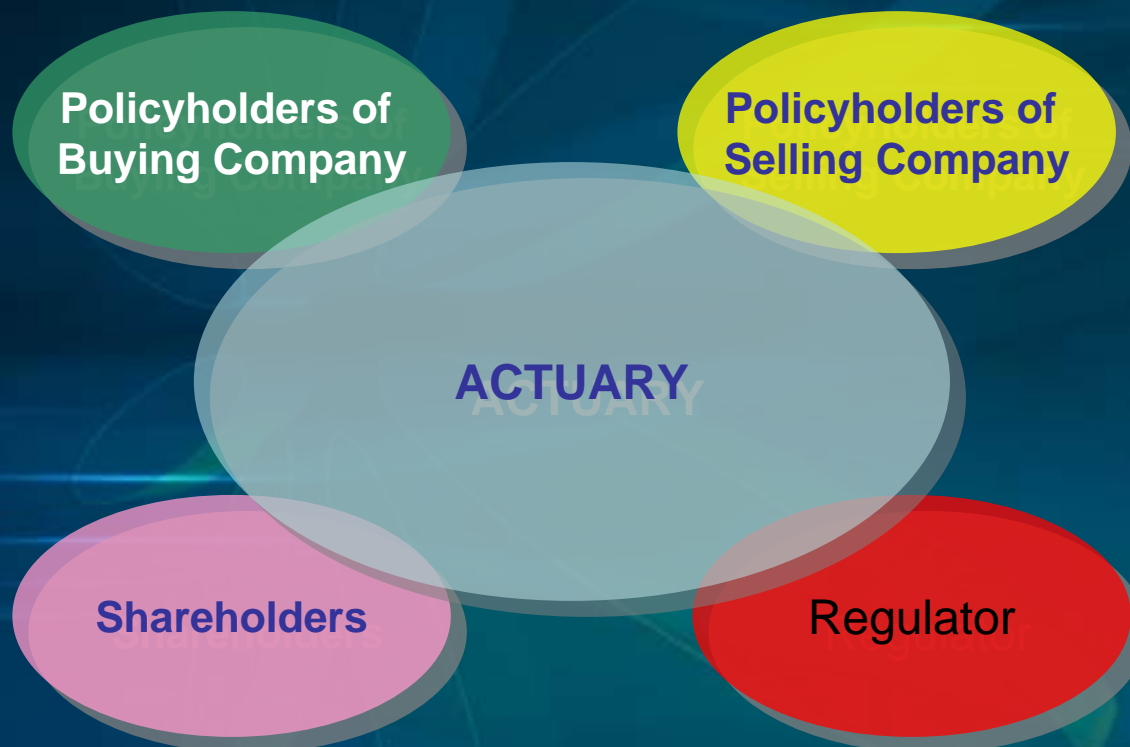 Policyholders of
Buying Company
Policyholders of
Selling Company
ACTUARY
Shareholders
Regulator